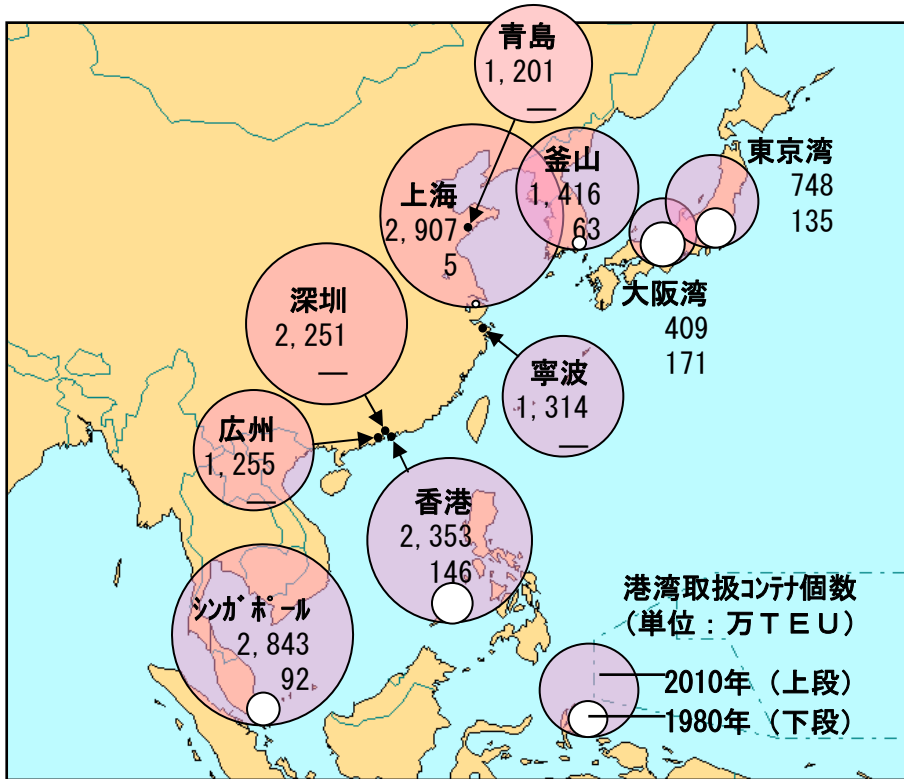 青島
1,201
―
釜山
1,416
63
東京湾
748
135
上海
2,907
5
大阪湾
409
171
深圳
2,251
―
寧波
1,314
―
広州
1,255
―
香港
2,353
146
シンガポール
2,843
92
港湾取扱コンテナ個数
(単位：万TEU)
2010年(上段)
1980年(下段)